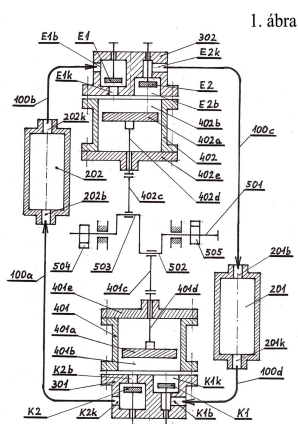 1. ábra
E1
E1b
302
E2k
E1k
E2
100b
E2b
202k
402b
100c
402a
402
202
402e
402d
202b
402c
501
100a
504
503
502
505
201b
401c
401d
201
401e
401
401a
201k
401b
K2b
K1k
100d
301
K2
K2k
K1b
K1